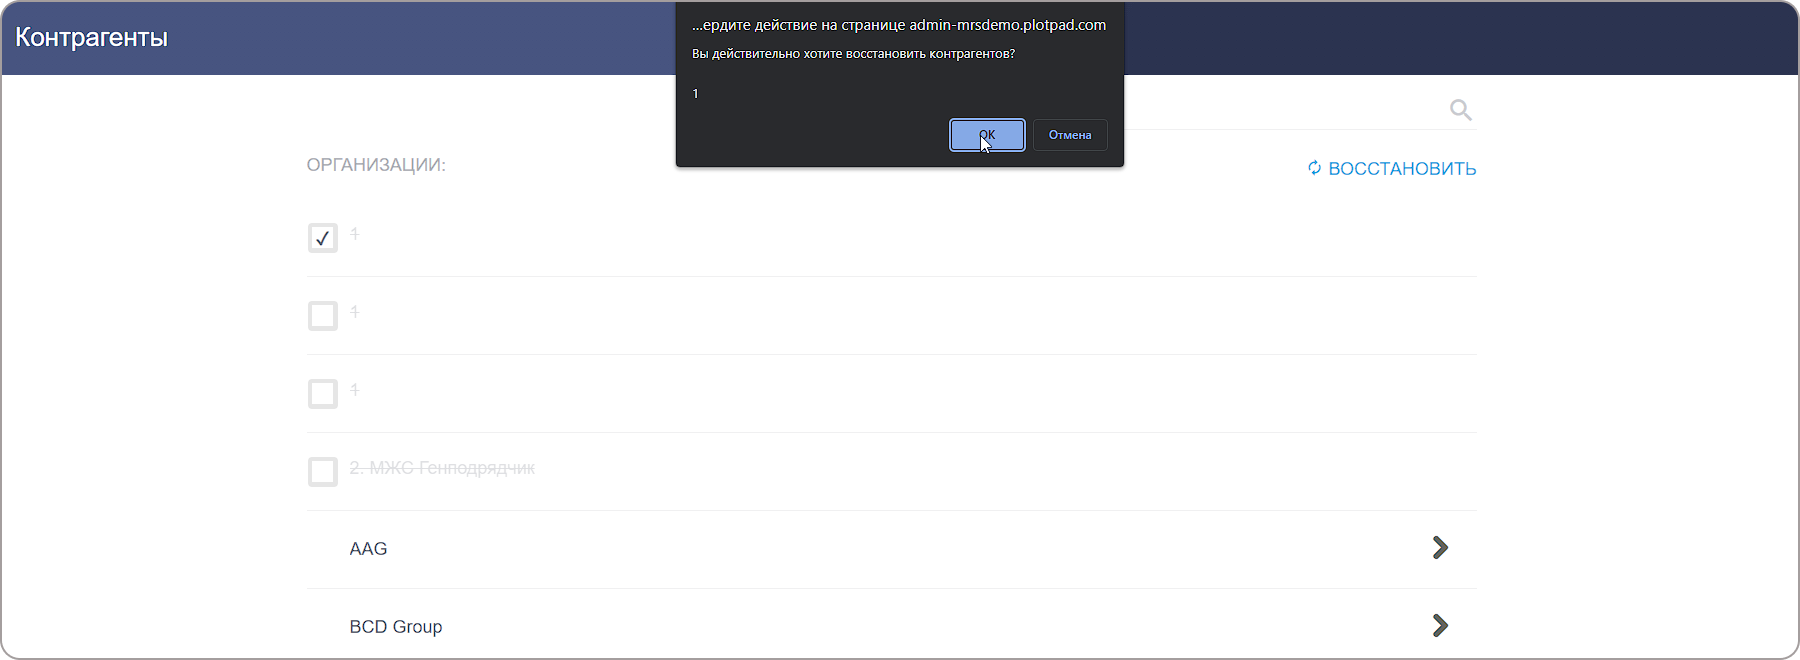 Контрагенты
...ердите действие на странице admin-mrsdemo.plotpad.com
Вы действительно хотите восстановить контрагентов?
1
OK
Отмена
ОРГАНИЗАЦИИ:
ВОССТАНОВИТЬ
1
1
1
2. МЖС Генподрядчик
AAG
BCD Group